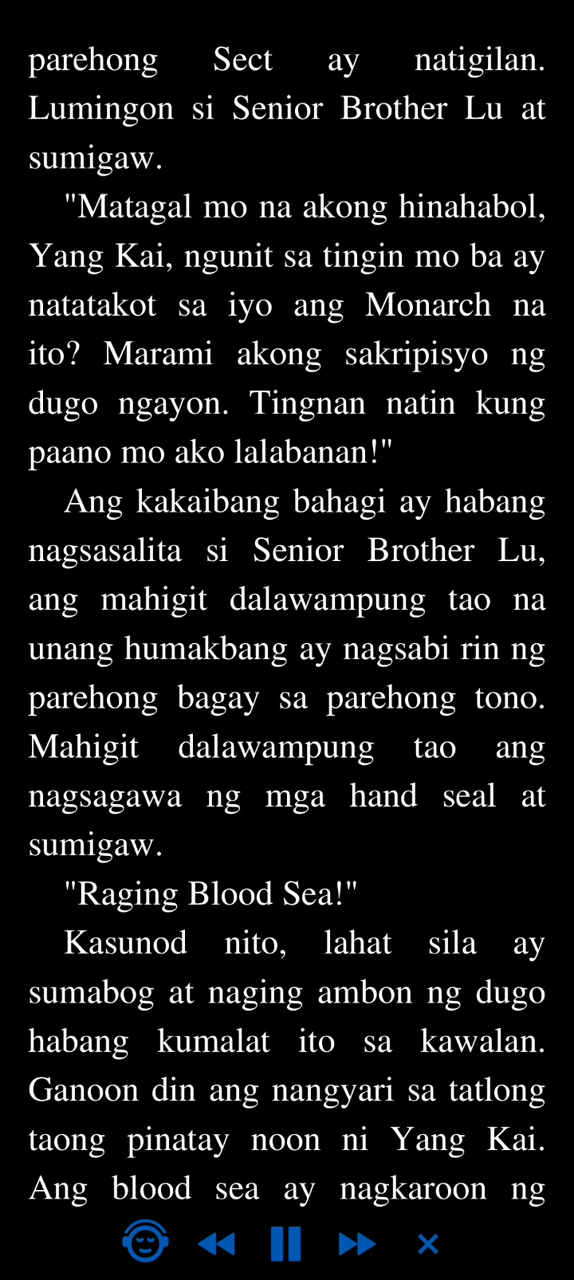 parehong Sect ay natigilan.
Lumingon si Senior Brother Lu at
sumigaw.
"Matagal mo na akong hinahabol,
Yang Kai, ngunit sa tingin mo ba ay
natatakot sa iyo ang Monarch na
ito? Marami akong sakripisyo ng
dugo ngayon. Tingnan natin kung
paano mo ako lalabanan!"
Ang kakaibang bahagi ay habang
nagsasalita si Senior Brother Lu,
ang mahigit dalawampung tao na
unang humakbang ay nagsabi rin ng
parehong bagay sa parehong tono.
Mahigit dalawampung tao ang
nagsagawa ng mga hand seal at
sumigaw.
"Raging Blood Sea!"
Kasunod nito, lahat sila ay
sumabog at naging ambon ng dugo
habang kumalat ito sa kawalan.
Ganoon din ang nangyari sa tatlong
taong pinatay noon ni Yang Kai.
Ang blood sea ay nagkaroon ng